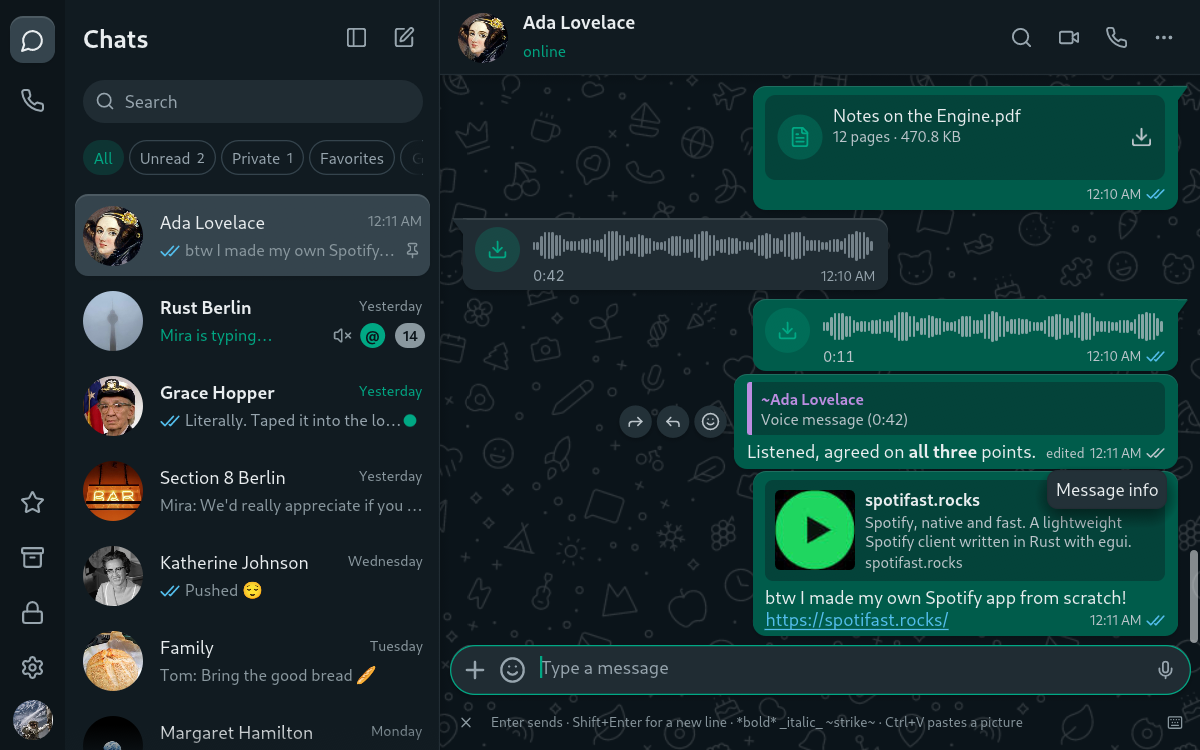 Chats
Search
All
Unread 2
Private 1
Favorites
Ada Lovelace
12:11 AM
btw I made my own Spotify…
Rust Berlin
Yesterday
Mira is typing…
@
14
Grace Hopper
Yesterday
Literally. Taped it into the lo…
Section 8 Berlin
Yesterday
Mira: We'd really appreciate if you …
BAR
Katherine Johnson
Wednesday
Pushed 😌
Family
Tuesday
Tom: Bring the good bread 🥖
Margaret Hamilton
Monday
Ada Lovelace
online
Notes on the Engine.pdf
12 pages · 470.8 KB
12:10 AM
0:42
12:10 AM
0:11
12:10 AM
~Ada Lovelace
Voice message (0:42)
Listened, agreed on all three points.
edited 12:11 AM
Message info
spotifast.rocks
Spotify, native and fast. A lightweight
Spotify client written in Rust with egui.
spotifast.rocks
btw I made my own Spotify app from scratch!
https://spotifast.rocks/
12:11 AM
Type a message
Enter sends · Shift+Enter for a new line · *bold* _italic_ ~strike~ · Ctrl+V pastes a picture